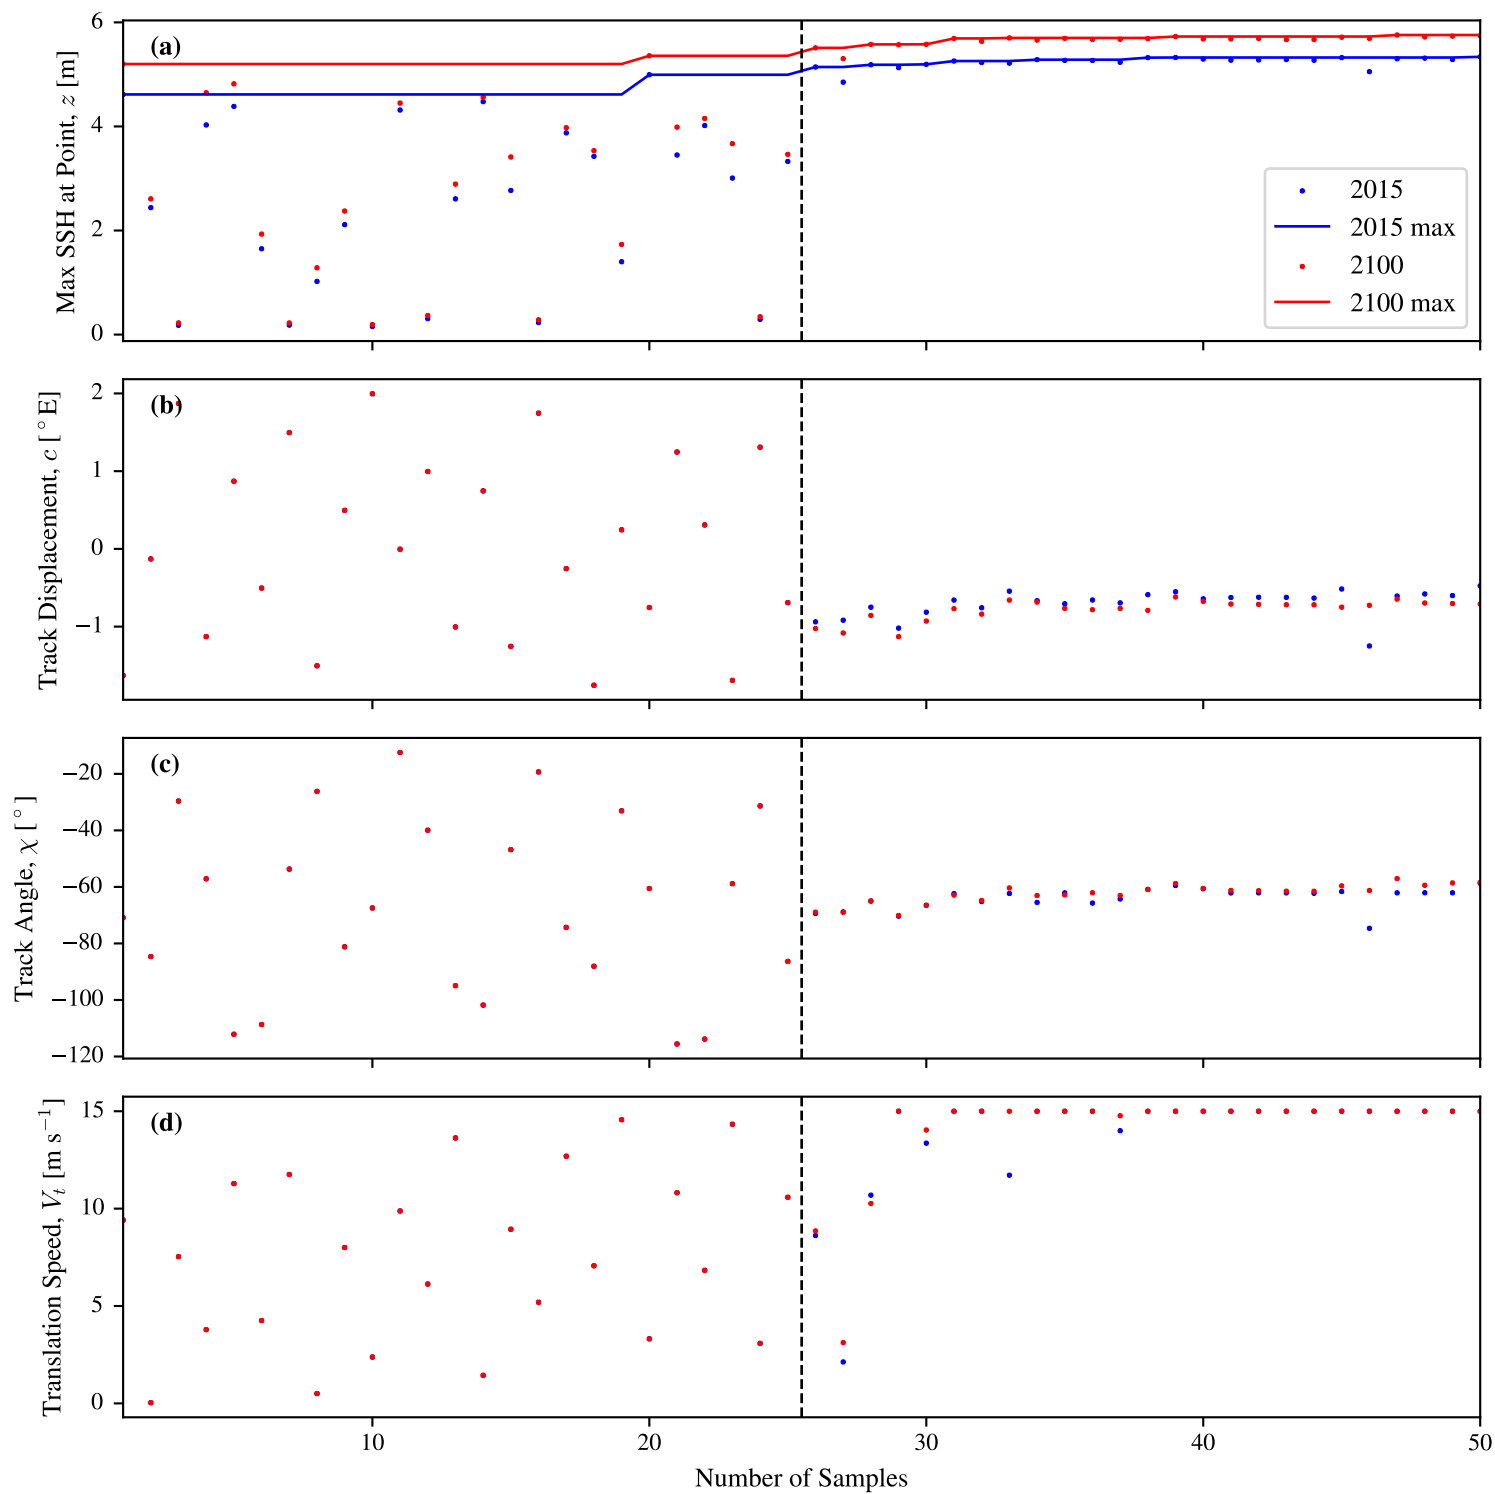 (a)
Max SSH at Point, z [m]
6
4
2
0
2015
2015 max
2100
2100 max
(b)
Track Displacement, c [°E]
2
1
0
−1
(c)
Track Angle, χ [°]
−20
−40
−60
−80
−100
−120
(d)
Translation Speed, Vₜ [m s⁻¹]
15
10
5
0
10 20 30 40 50
Number of Samples